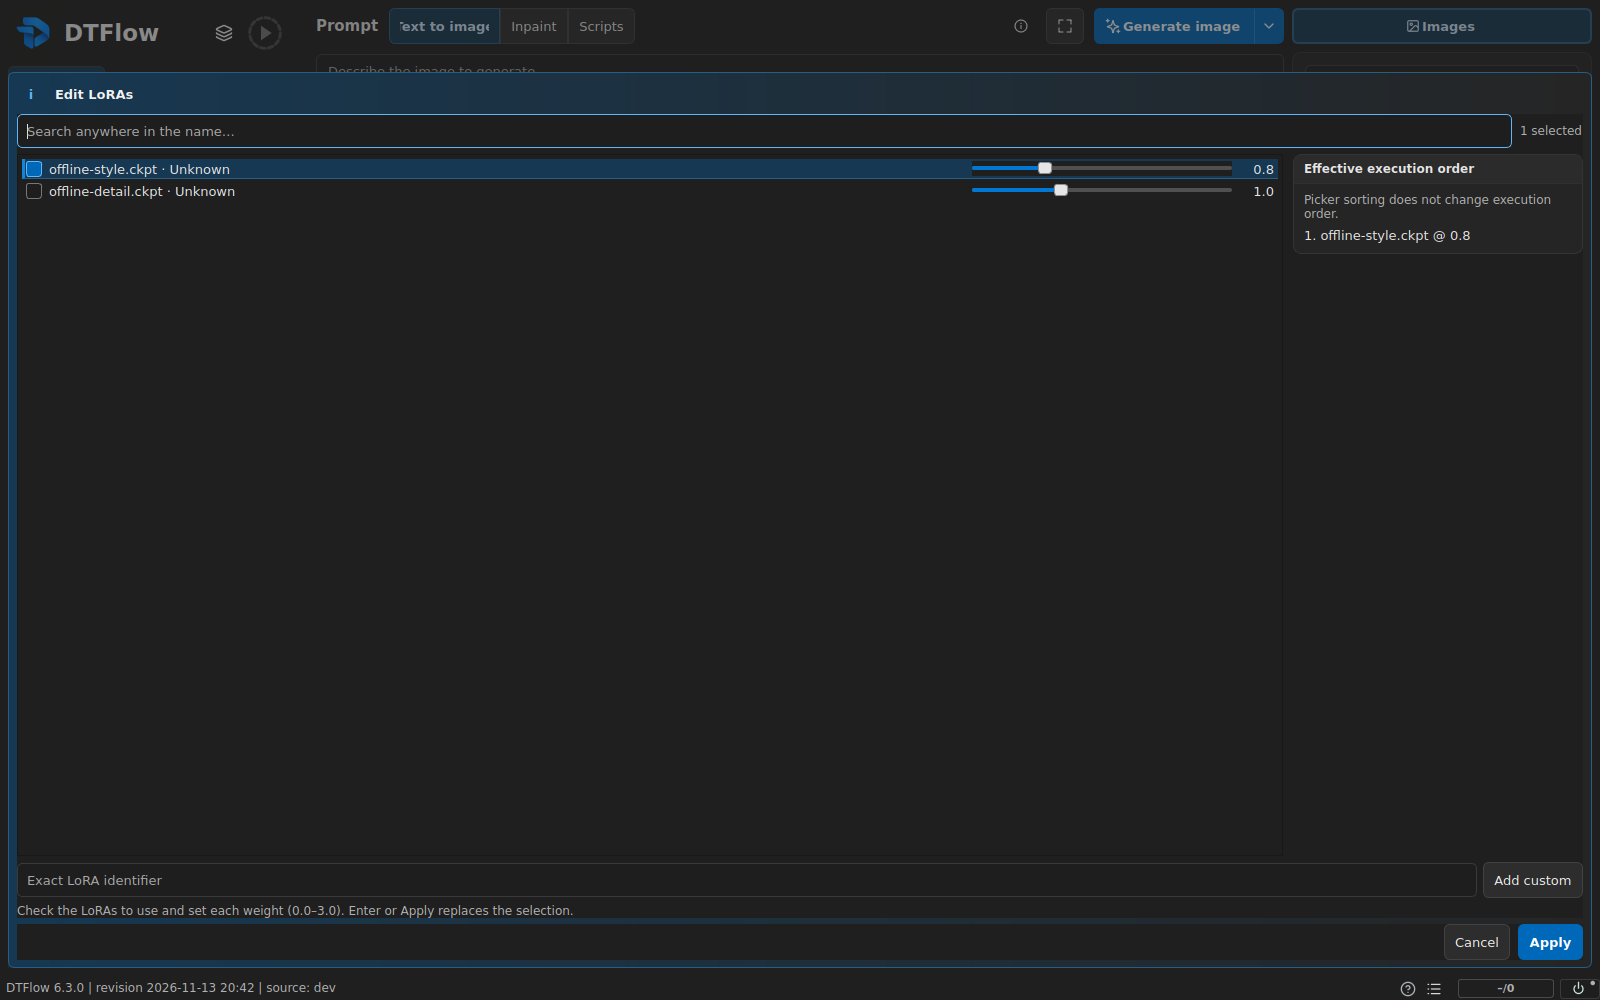 DTFlow
Prompt
Text to image
Inpaint
Scripts
Generate image
Images
Describe the image to generate
i Edit LoRAs
Search anywhere in the name...
1 selected
offline-style.ckpt · Unknown 0.8
offline-detail.ckpt · Unknown 1.0
Effective execution order
Picker sorting does not change execution
order.
1. offline-style.ckpt @ 0.8
Exact LoRA identifier
Add custom
Check the LoRAs to use and set each weight (0.0–3.0). Enter or Apply replaces the selection.
Cancel
Apply
DTFlow 6.3.0 | revision 2026-11-13 20:42 | source: dev
-/0